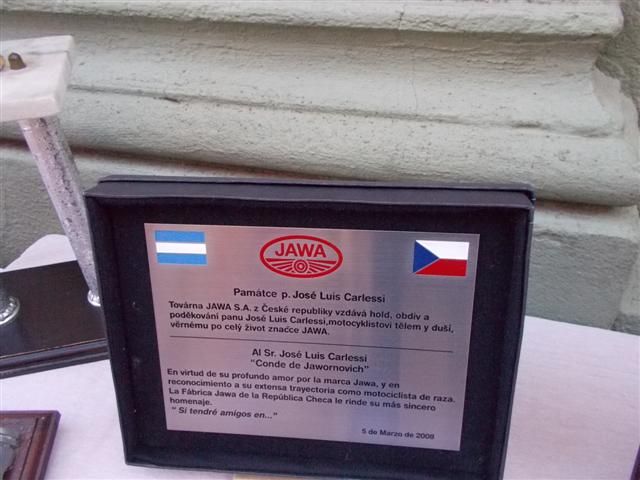 JAWA
Památce p. José Luis Carlessi
Továrna JAWA S.A. z České republiky vzdává hold, obdiv a
poděkování panu José Luis Carlessi,motocyklistovi tělem y duší,
věrnému po celý život značce JAWA.
Al Sr. José Luis Carlessi
"Conde de Jawornovich"
En virtud de su profundo amor por la marca Jawa, y en
reconocimiento a su extensa trayectoria como motociclista de raza.
La Fábrica Jawa de la República Checa le rinde su más sincero
homenaje.
" Si tendré amigos en..."
5 de Marzo de 2008